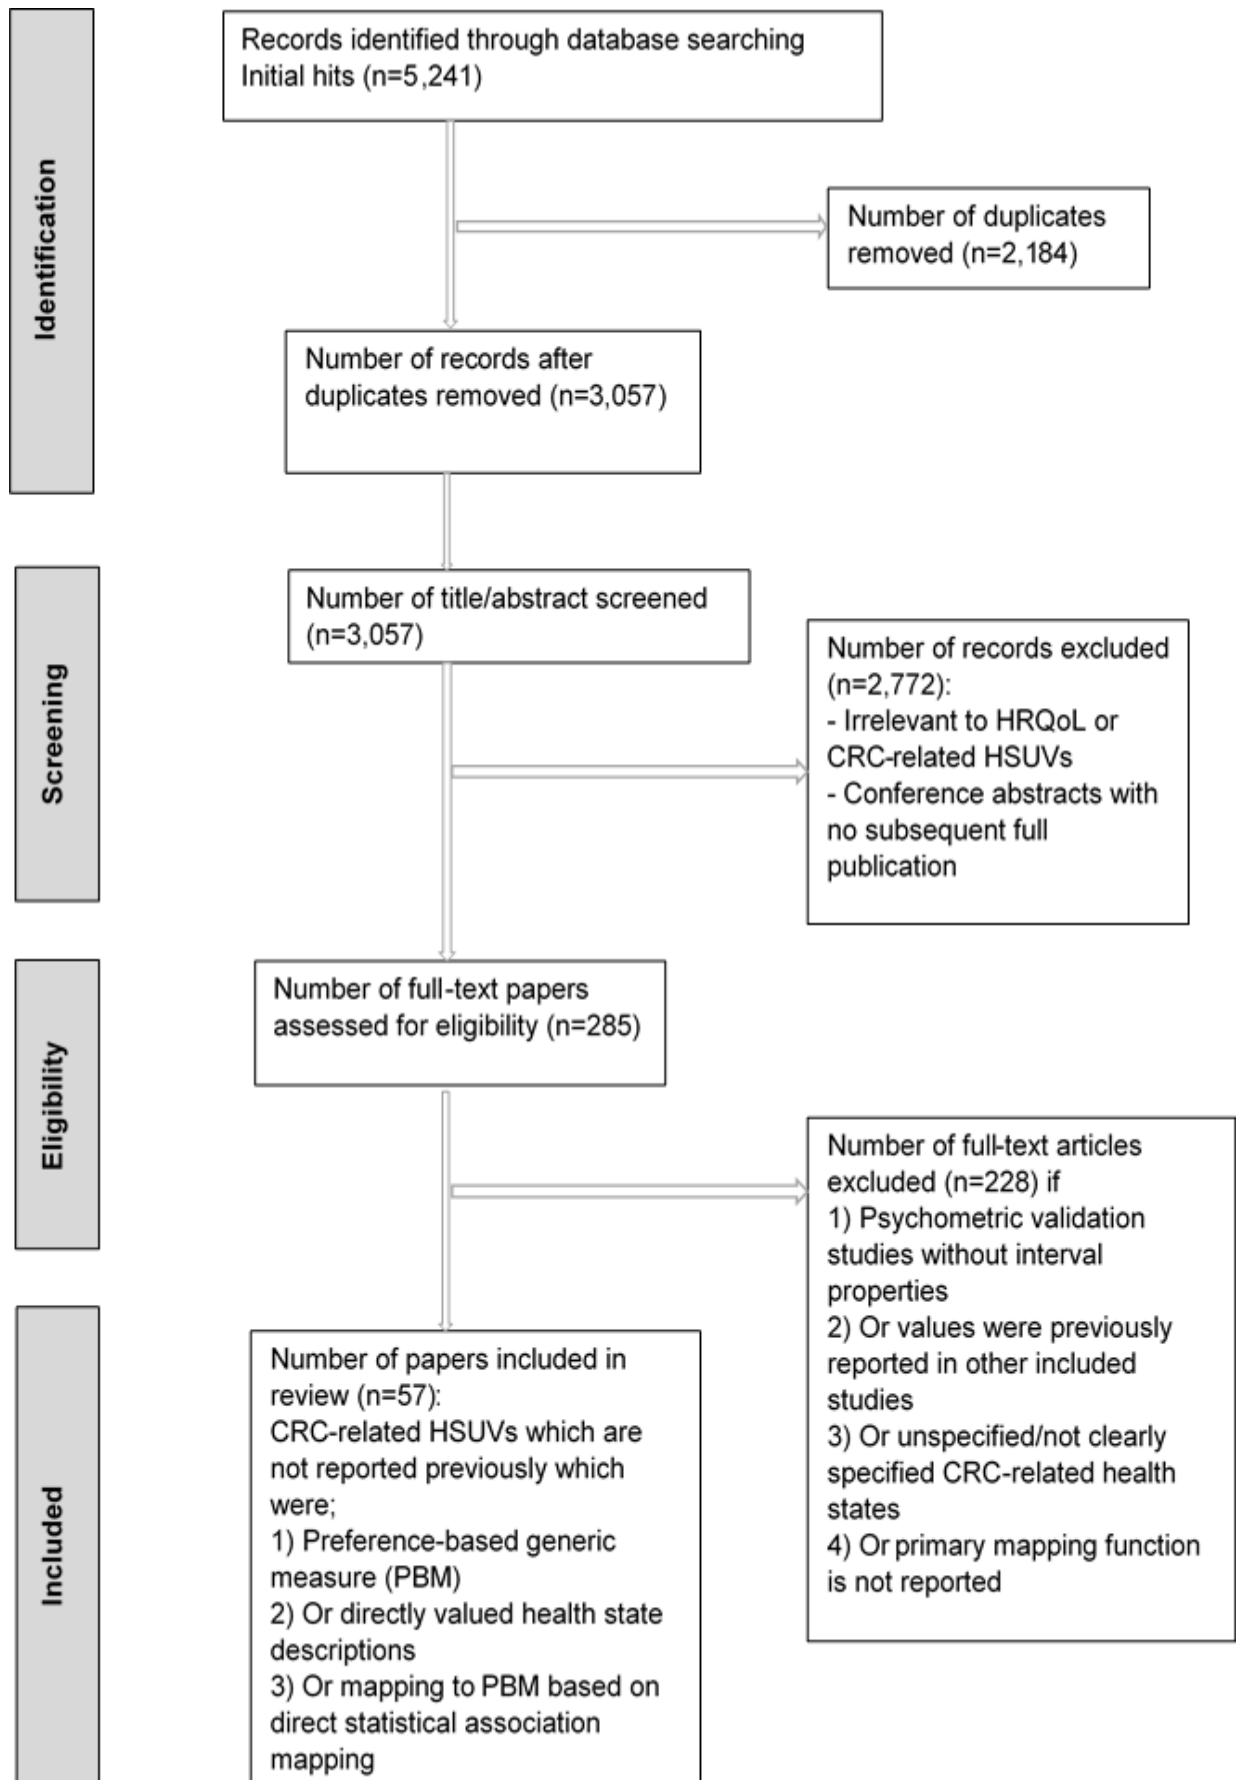 Identification
Records identified through database searching
Initial hits (n=5,241)
Number of duplicates
removed (n=2,184)
Number of records after
duplicates removed (n=3,057)
Screening
Number of title/abstract screened
(n=3,057)
Number of records excluded
(n=2,772):
- Irrelevant to HRQoL or
CRC-related HSUVs
- Conference abstracts with
no subsequent full
publication
Eligibility
Number of full-text papers
assessed for eligibility (n=285)
Number of full-text articles
excluded (n=228) if
1) Psychometric validation
studies without interval
properties
2) Or values were previously
reported in other included
studies
3) Or unspecified/not clearly
specified CRC-related health
states
4) Or primary mapping function
is not reported
Included
Number of papers included in
review (n=57):
CRC-related HSUVs which are
not reported previously which
were;
1) Preference-based generic
measure (PBM)
2) Or directly valued health state
descriptions
3) Or mapping to PBM based on
direct statistical association
mapping